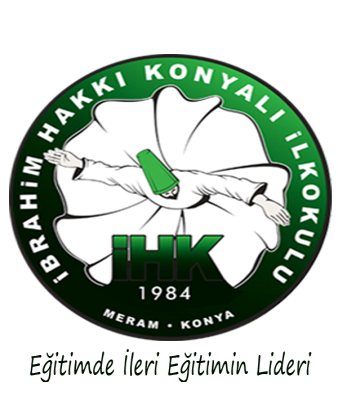 İBRAHİM HAKKI KONYALI İLKOKULU
İHK
1984
MERAM • KONYA
Eğitimde İleri Eğitimin Lideri